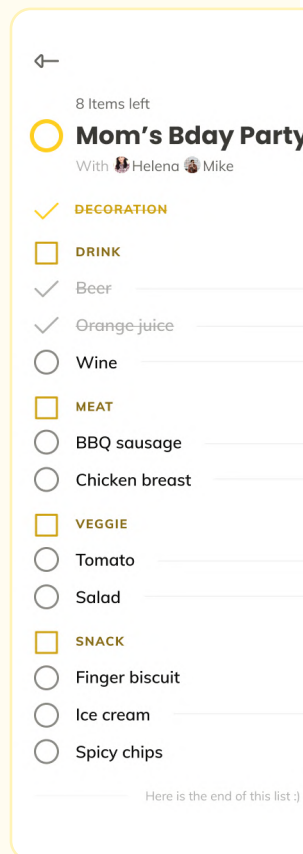 8 Items left
Mom's Bday Party
With Helena Mike
DECORATION
DRINK
Beer
Orange juice
Wine
MEAT
BBQ sausage
Chicken breast
VEGGIE
Tomato
Salad
SNACK
Finger biscuit
Ice cream
Spicy chips
Here is the end of this list :)